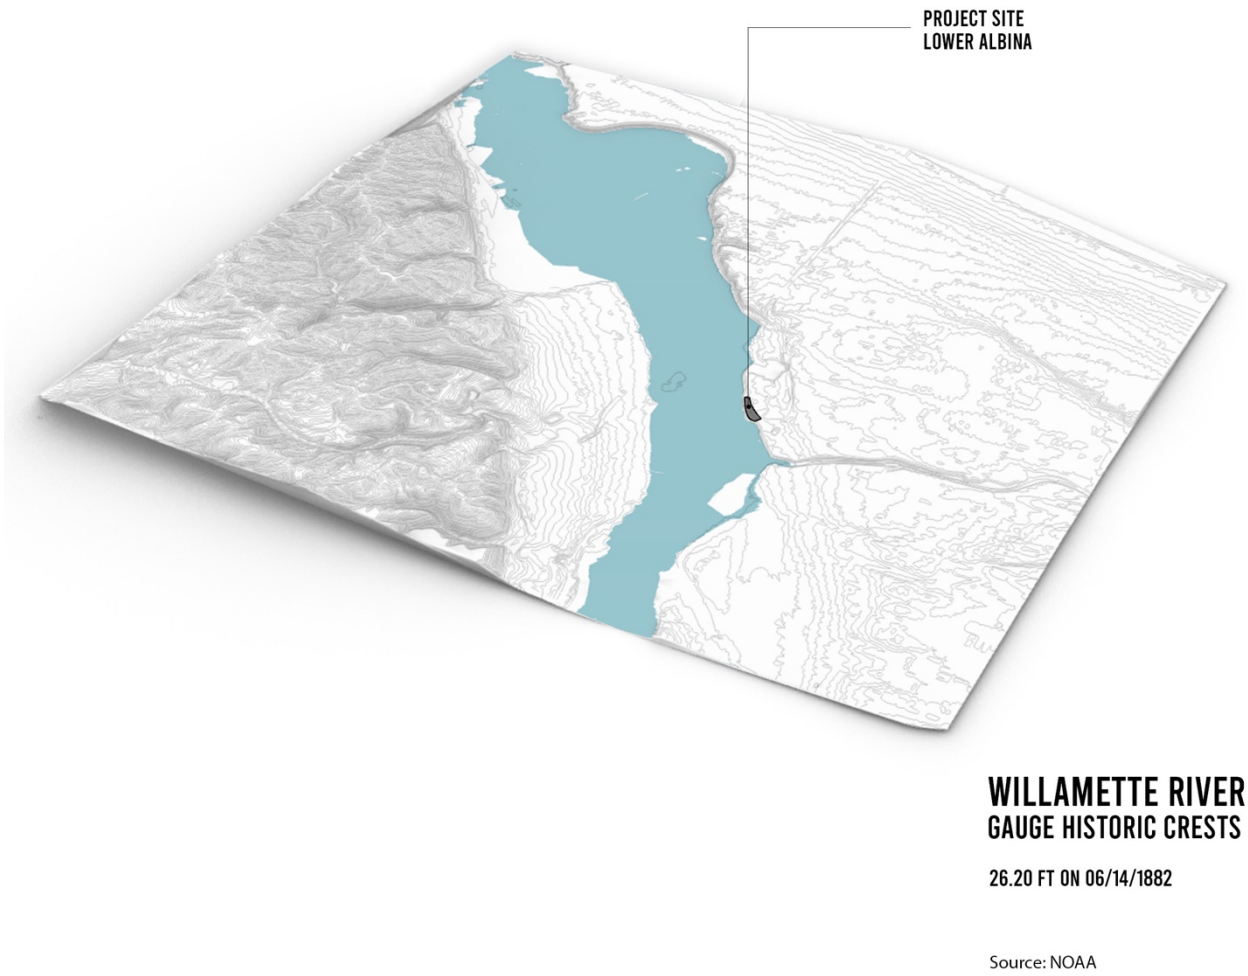 PROJECT SITE
LOWER ALBINA
WILLAMETTE RIVER
GAUGE HISTORIC CRESTS
26.20 FT ON 06/14/1882
Source: NOAA